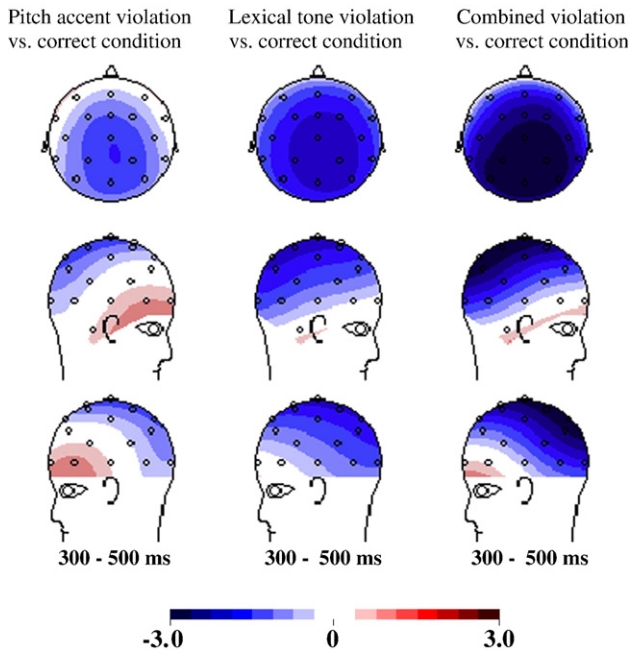 Pitch accent violation
vs. correct condition
Lexical tone violation
vs. correct condition
Combined violation
vs. correct condition
300 - 500 ms
300 - 500 ms
300 - 500 ms
-3.0
0
3.0